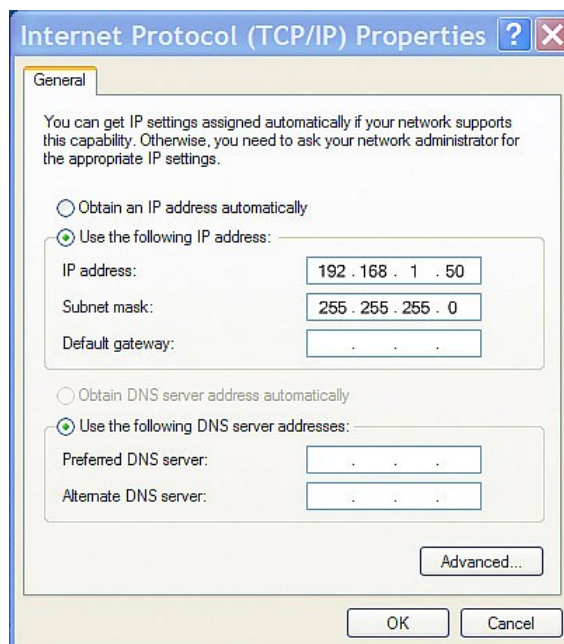 Internet Protocol (TCP/IP) Properties ?
General
You can get IP settings assigned automatically if your network supports
this capability. Otherwise, you need to ask your network administrator for
the appropriate IP settings.
Obtain an IP address automatically
Use the following IP address:
IP address: 192 . 168 . 1 . 50
Subnet mask: 255 . 255 . 255 . 0
Default gateway: . . .
Obtain DNS server address automatically
Use the following DNS server addresses:
Preferred DNS server: . . .
Alternate DNS server: . . .
Advanced...
OK Cancel